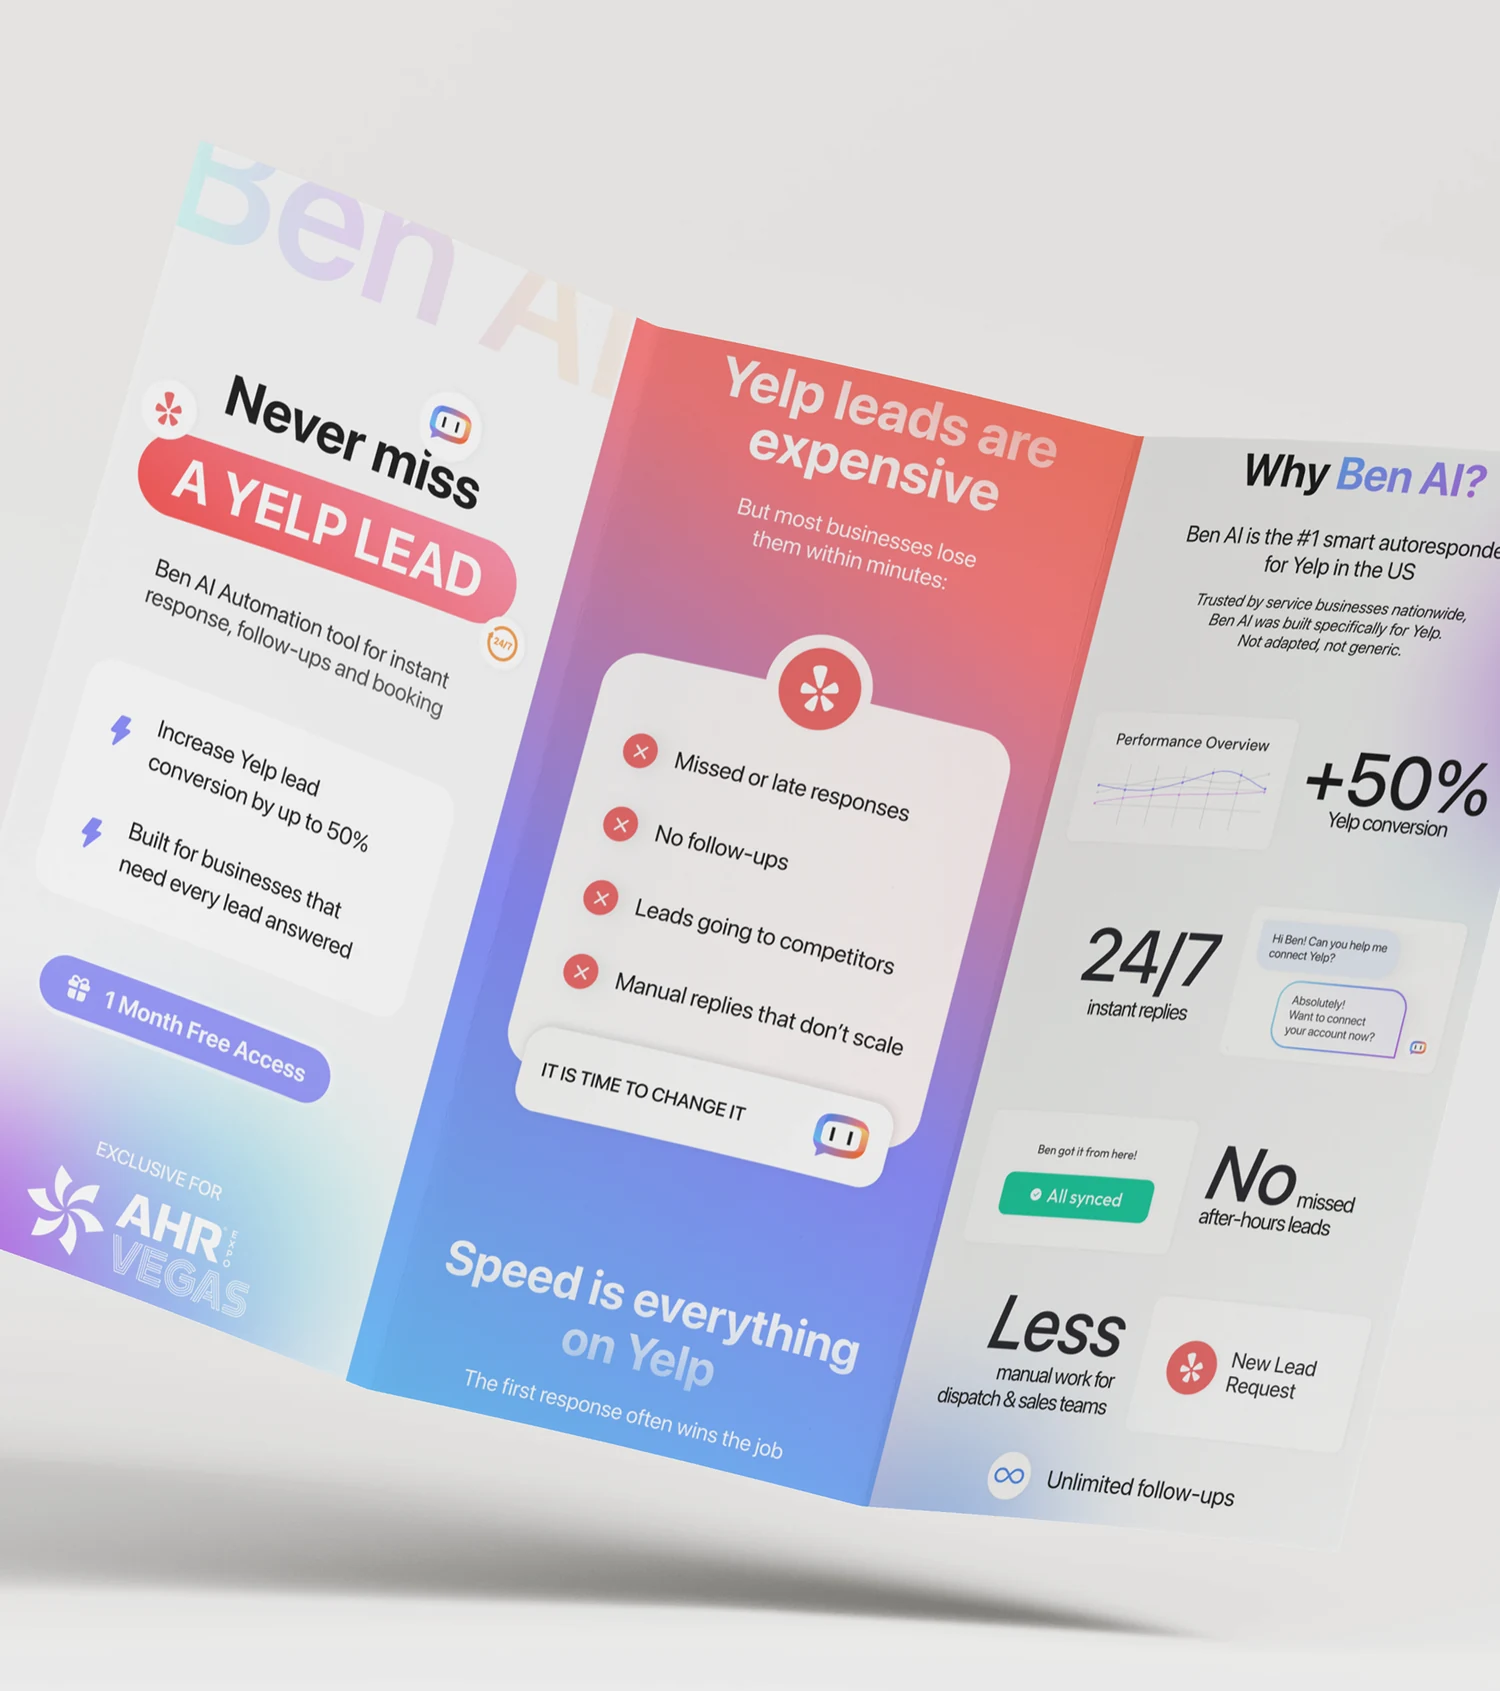 Ben AI
Never miss
A YELP LEAD
24/7
Ben AI Automation tool for instant
response, follow-ups and booking
Increase Yelp lead
conversion by up to 50%
Built for businesses that
need every lead answered
1 Month Free Access
EXCLUSIVE FOR
AHR
EXPO
VEGAS
Yelp leads are
expensive
But most businesses lose
them within minutes:
Missed or late responses
No follow-ups
Leads going to competitors
Manual replies that don't scale
IT IS TIME TO CHANGE IT
Speed is everything
on Yelp
The first response often wins the job
Why Ben AI?
Ben AI is the #1 smart autoresponde
for Yelp in the US
Trusted by service businesses nationwide,
Ben AI was built specifically for Yelp.
Not adapted, not generic.
Performance Overview
+50%
Yelp conversion
24/7
instant replies
Hi Ben! Can you help me
connect Yelp?
Absolutely!
Want to connect
your account now?
Ben got it from here!
All synced
No missed
after-hours leads
Less
manual work for
dispatch & sales teams
New Lead
Request
Unlimited follow-ups